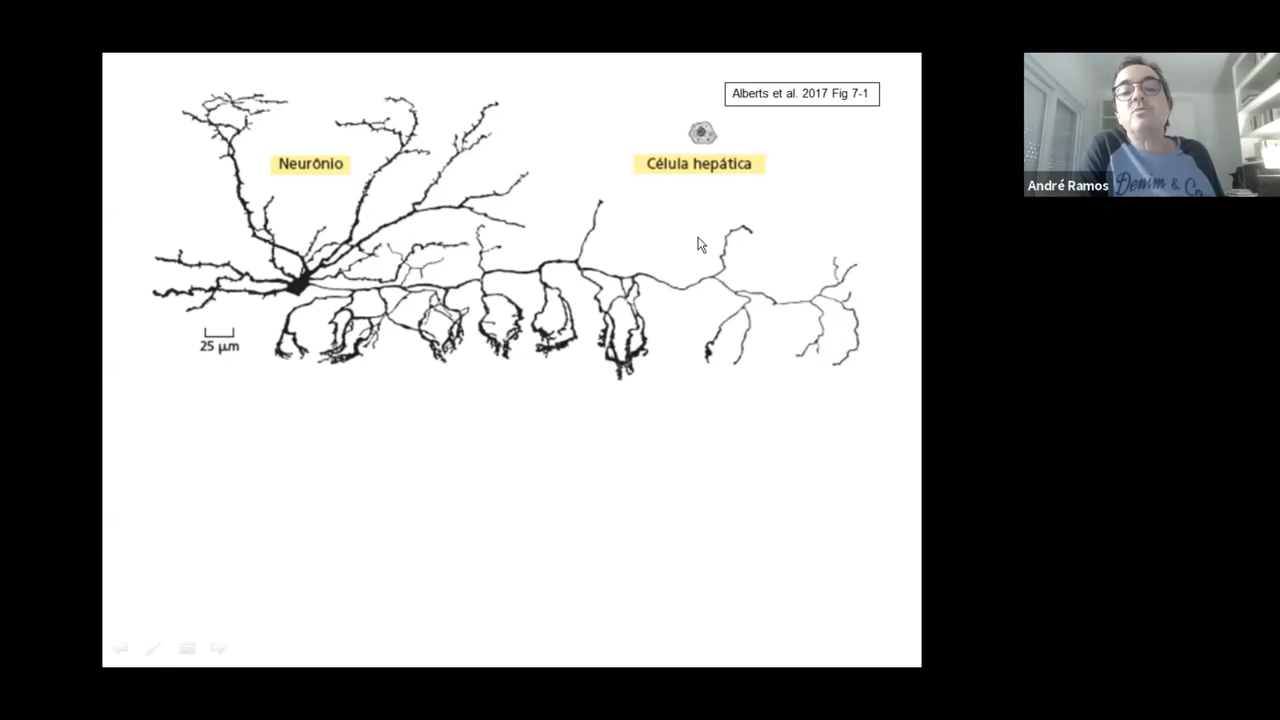 Alberts et al. 2017 Fig 7-1
Neurônio
Célula hepática
25 µm
André Ramos
Denim & Co